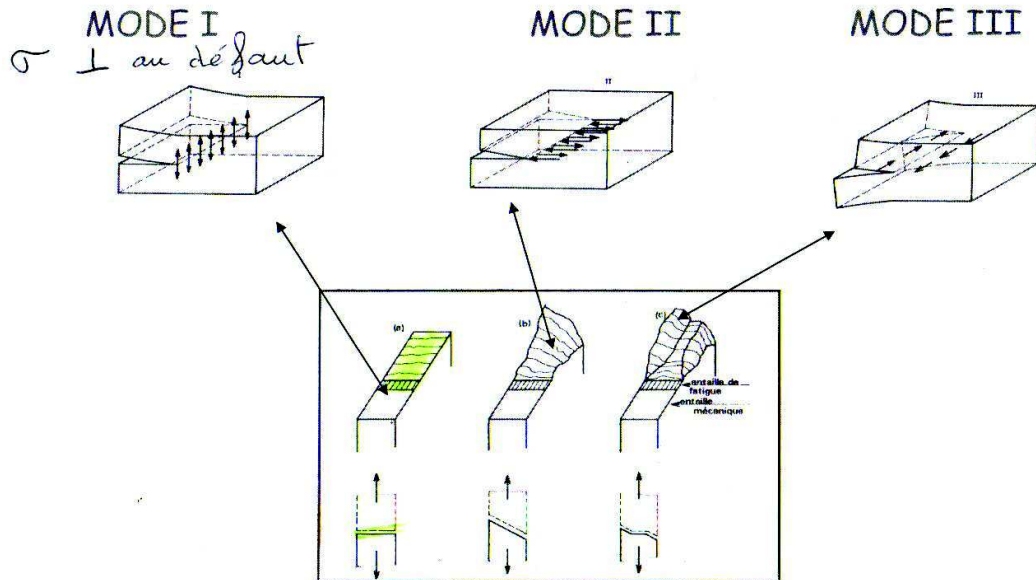 MODE I
MODE II
MODE III
σ ⊥ au défaut
II
III
(a)
(b)
(c)
entaille de
fatigue
entaille
mécanique